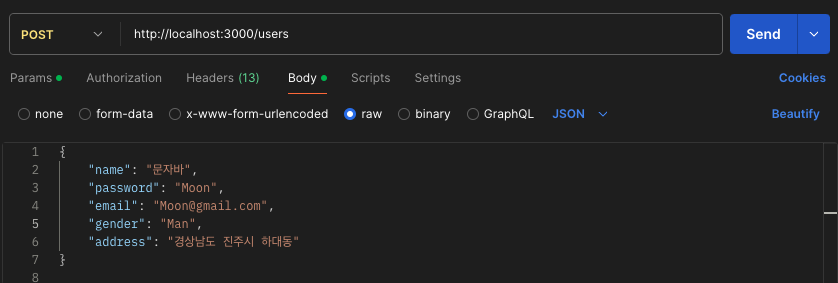 POST http://localhost:3000/users Send
Params Authorization Headers (13) Body Scripts Settings Cookies
none form-data x-www-form-urlencoded raw binary GraphQL JSON Beautify
1 {
2 "name": "문자바",
3 "password": "Moon",
4 "email": "Moon@gmail.com",
5 "gender": "Man",
6 "address": "경상남도 진주시 하대동"
7 }
8